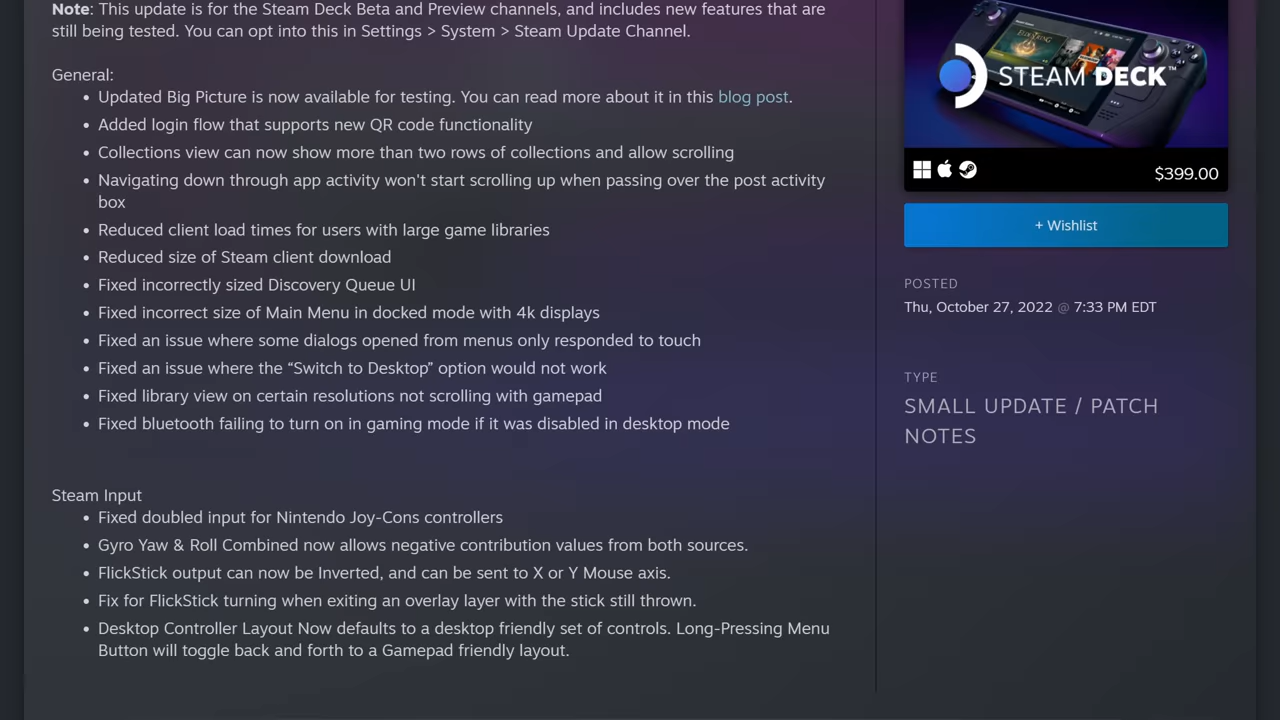 Note: This update is for the Steam Deck Beta and Preview channels, and includes new features that are
still being tested. You can opt into this in Settings > System > Steam Update Channel.
General:
• Updated Big Picture is now available for testing. You can read more about it in this blog post.
• Added login flow that supports new QR code functionality
• Collections view can now show more than two rows of collections and allow scrolling
• Navigating down through app activity won't start scrolling up when passing over the post activity
box
• Reduced client load times for users with large game libraries
• Reduced size of Steam client download
• Fixed incorrectly sized Discovery Queue UI
• Fixed incorrect size of Main Menu in docked mode with 4k displays
• Fixed an issue where some dialogs opened from menus only responded to touch
• Fixed an issue where the “Switch to Desktop” option would not work
• Fixed library view on certain resolutions not scrolling with gamepad
• Fixed bluetooth failing to turn on in gaming mode if it was disabled in desktop mode
Steam Input
• Fixed doubled input for Nintendo Joy-Cons controllers
• Gyro Yaw & Roll Combined now allows negative contribution values from both sources.
• FlickStick output can now be Inverted, and can be sent to X or Y Mouse axis.
• Fix for FlickStick turning when exiting an overlay layer with the stick still thrown.
• Desktop Controller Layout Now defaults to a desktop friendly set of controls. Long-Pressing Menu
Button will toggle back and forth to a Gamepad friendly layout.
STEAM DECK™
$399.00
+ Wishlist
POSTED
Thu, October 27, 2022 @ 7:33 PM EDT
TYPE
SMALL UPDATE / PATCH
NOTES